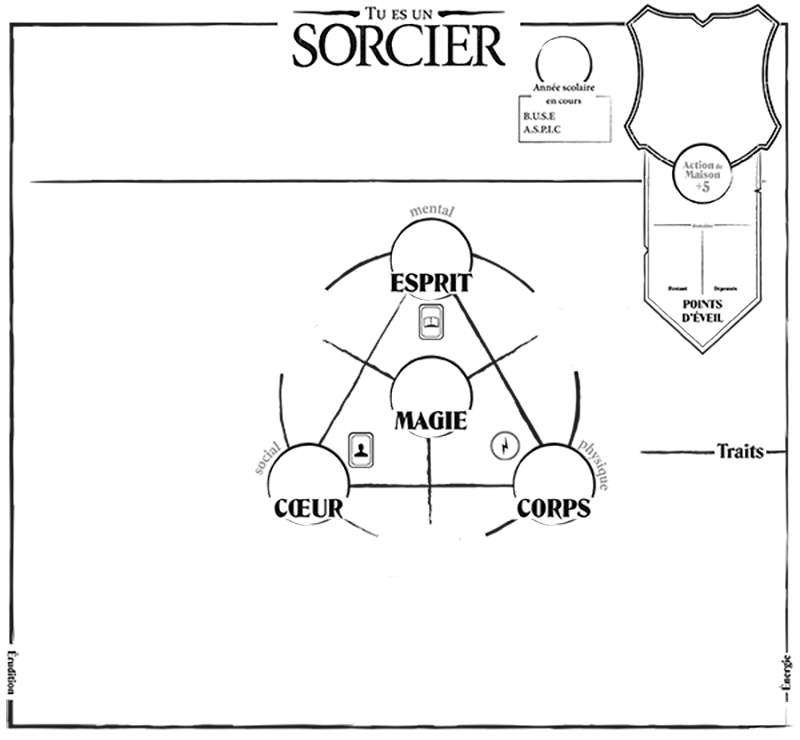 TU ES UN
SORCIER
Année scolaire
en cours
B.U.S.E
A.S.P.I.C
Action de
Maison
+5
Restant
Dépensés
POINTS
D'ÉVEIL
mental
ESPRIT
MAGIE
social
CŒUR
physique
CORPS
Traits
Érudition
Énergie